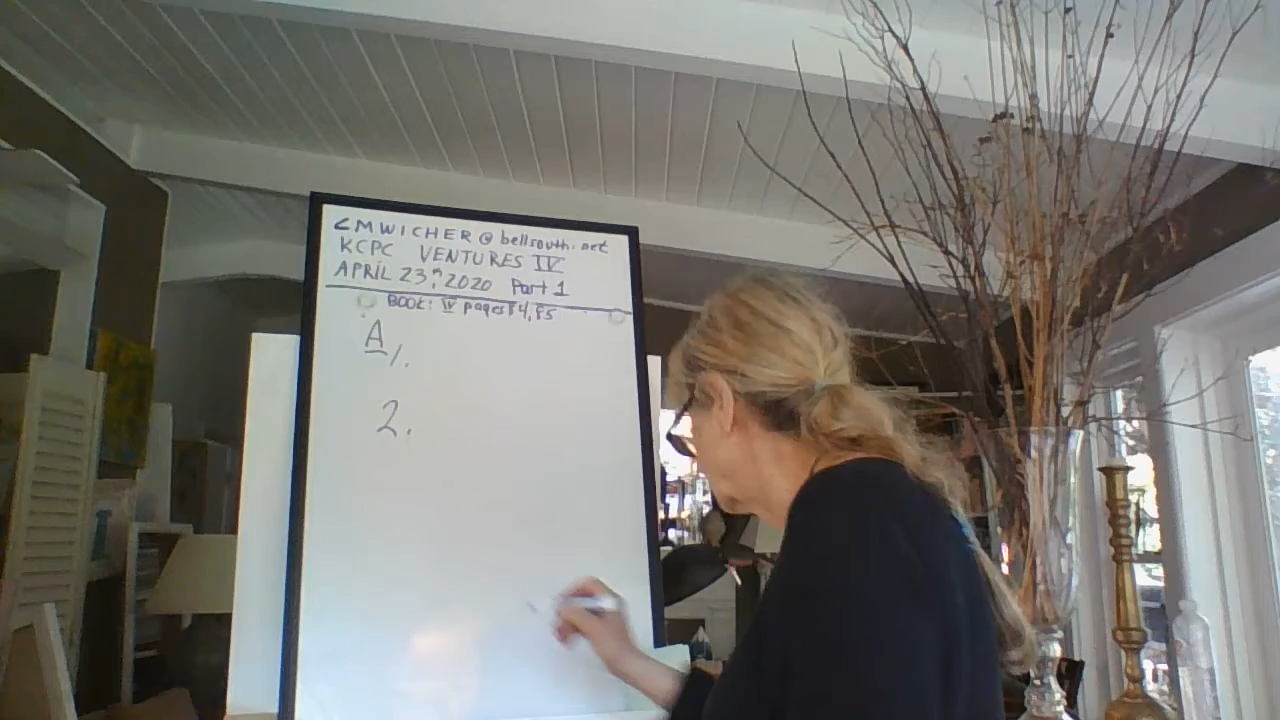 CMWICHER@bellsouth.net
KCPC VENTURES IV
APRIL 23rd, 2020 Part 1
BOOK: IV pages 84, 85
A
1.
2.